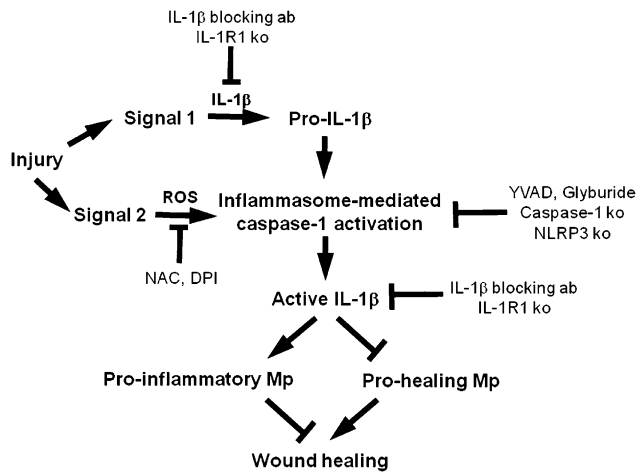 IL-1β blocking ab
IL-1R1 ko
IL-1β
Signal 1
Pro-IL-1β
Injury
ROS
Signal 2
Inflammasome-mediated
caspase-1 activation
YVAD, Glyburide
Caspase-1 ko
NLRP3 ko
NAC, DPI
Active IL-1β
IL-1β blocking ab
IL-1R1 ko
Pro-inflammatory Mp
Pro-healing Mp
Wound healing